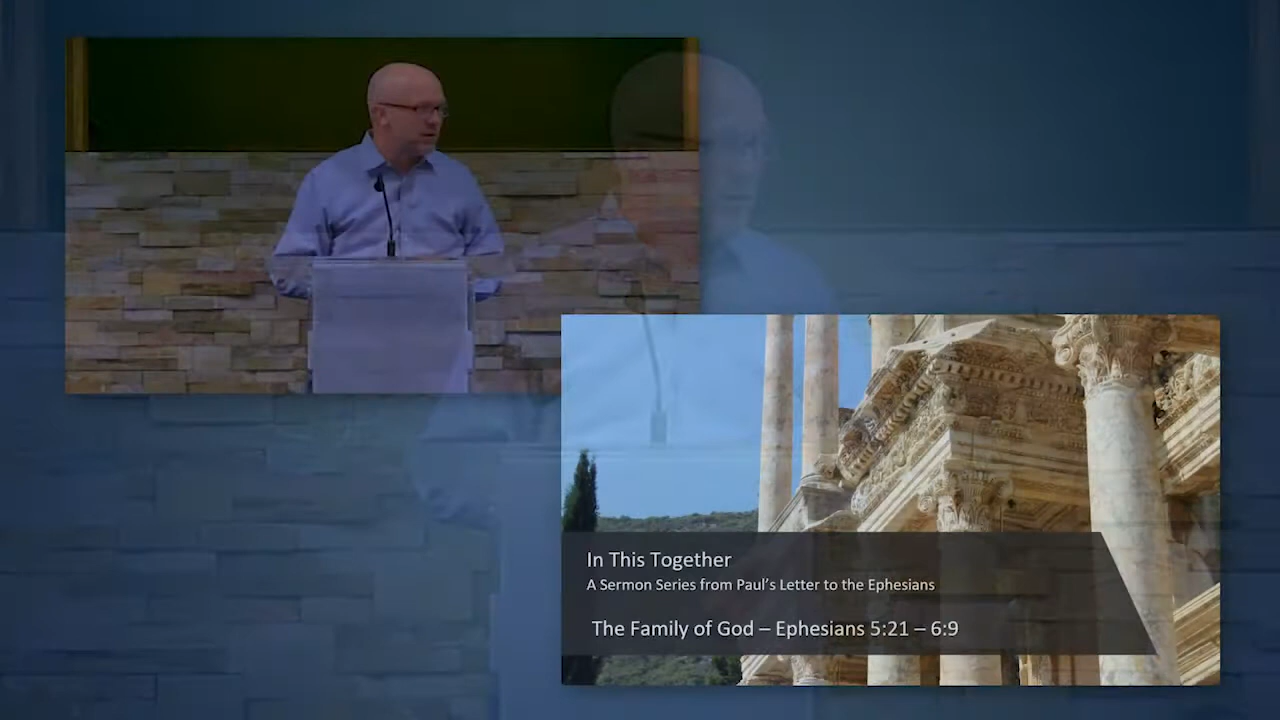 In This Together
A Sermon Series from Paul's Letter to the Ephesians
The Family of God – Ephesians 5:21 – 6:9